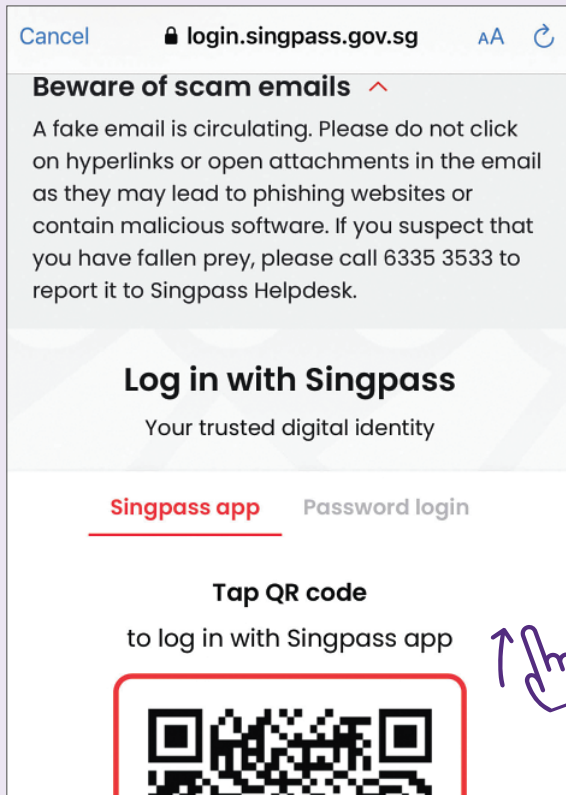 Cancel login.singpass.gov.sg AA
Beware of scam emails
A fake email is circulating. Please do not click
on hyperlinks or open attachments in the email
as they may lead to phishing websites or
contain malicious software. If you suspect that
you have fallen prey, please call 6335 3533 to
report it to Singpass Helpdesk.
Log in with Singpass
Your trusted digital identity
Singpass app Password login
Tap QR code
to log in with Singpass app